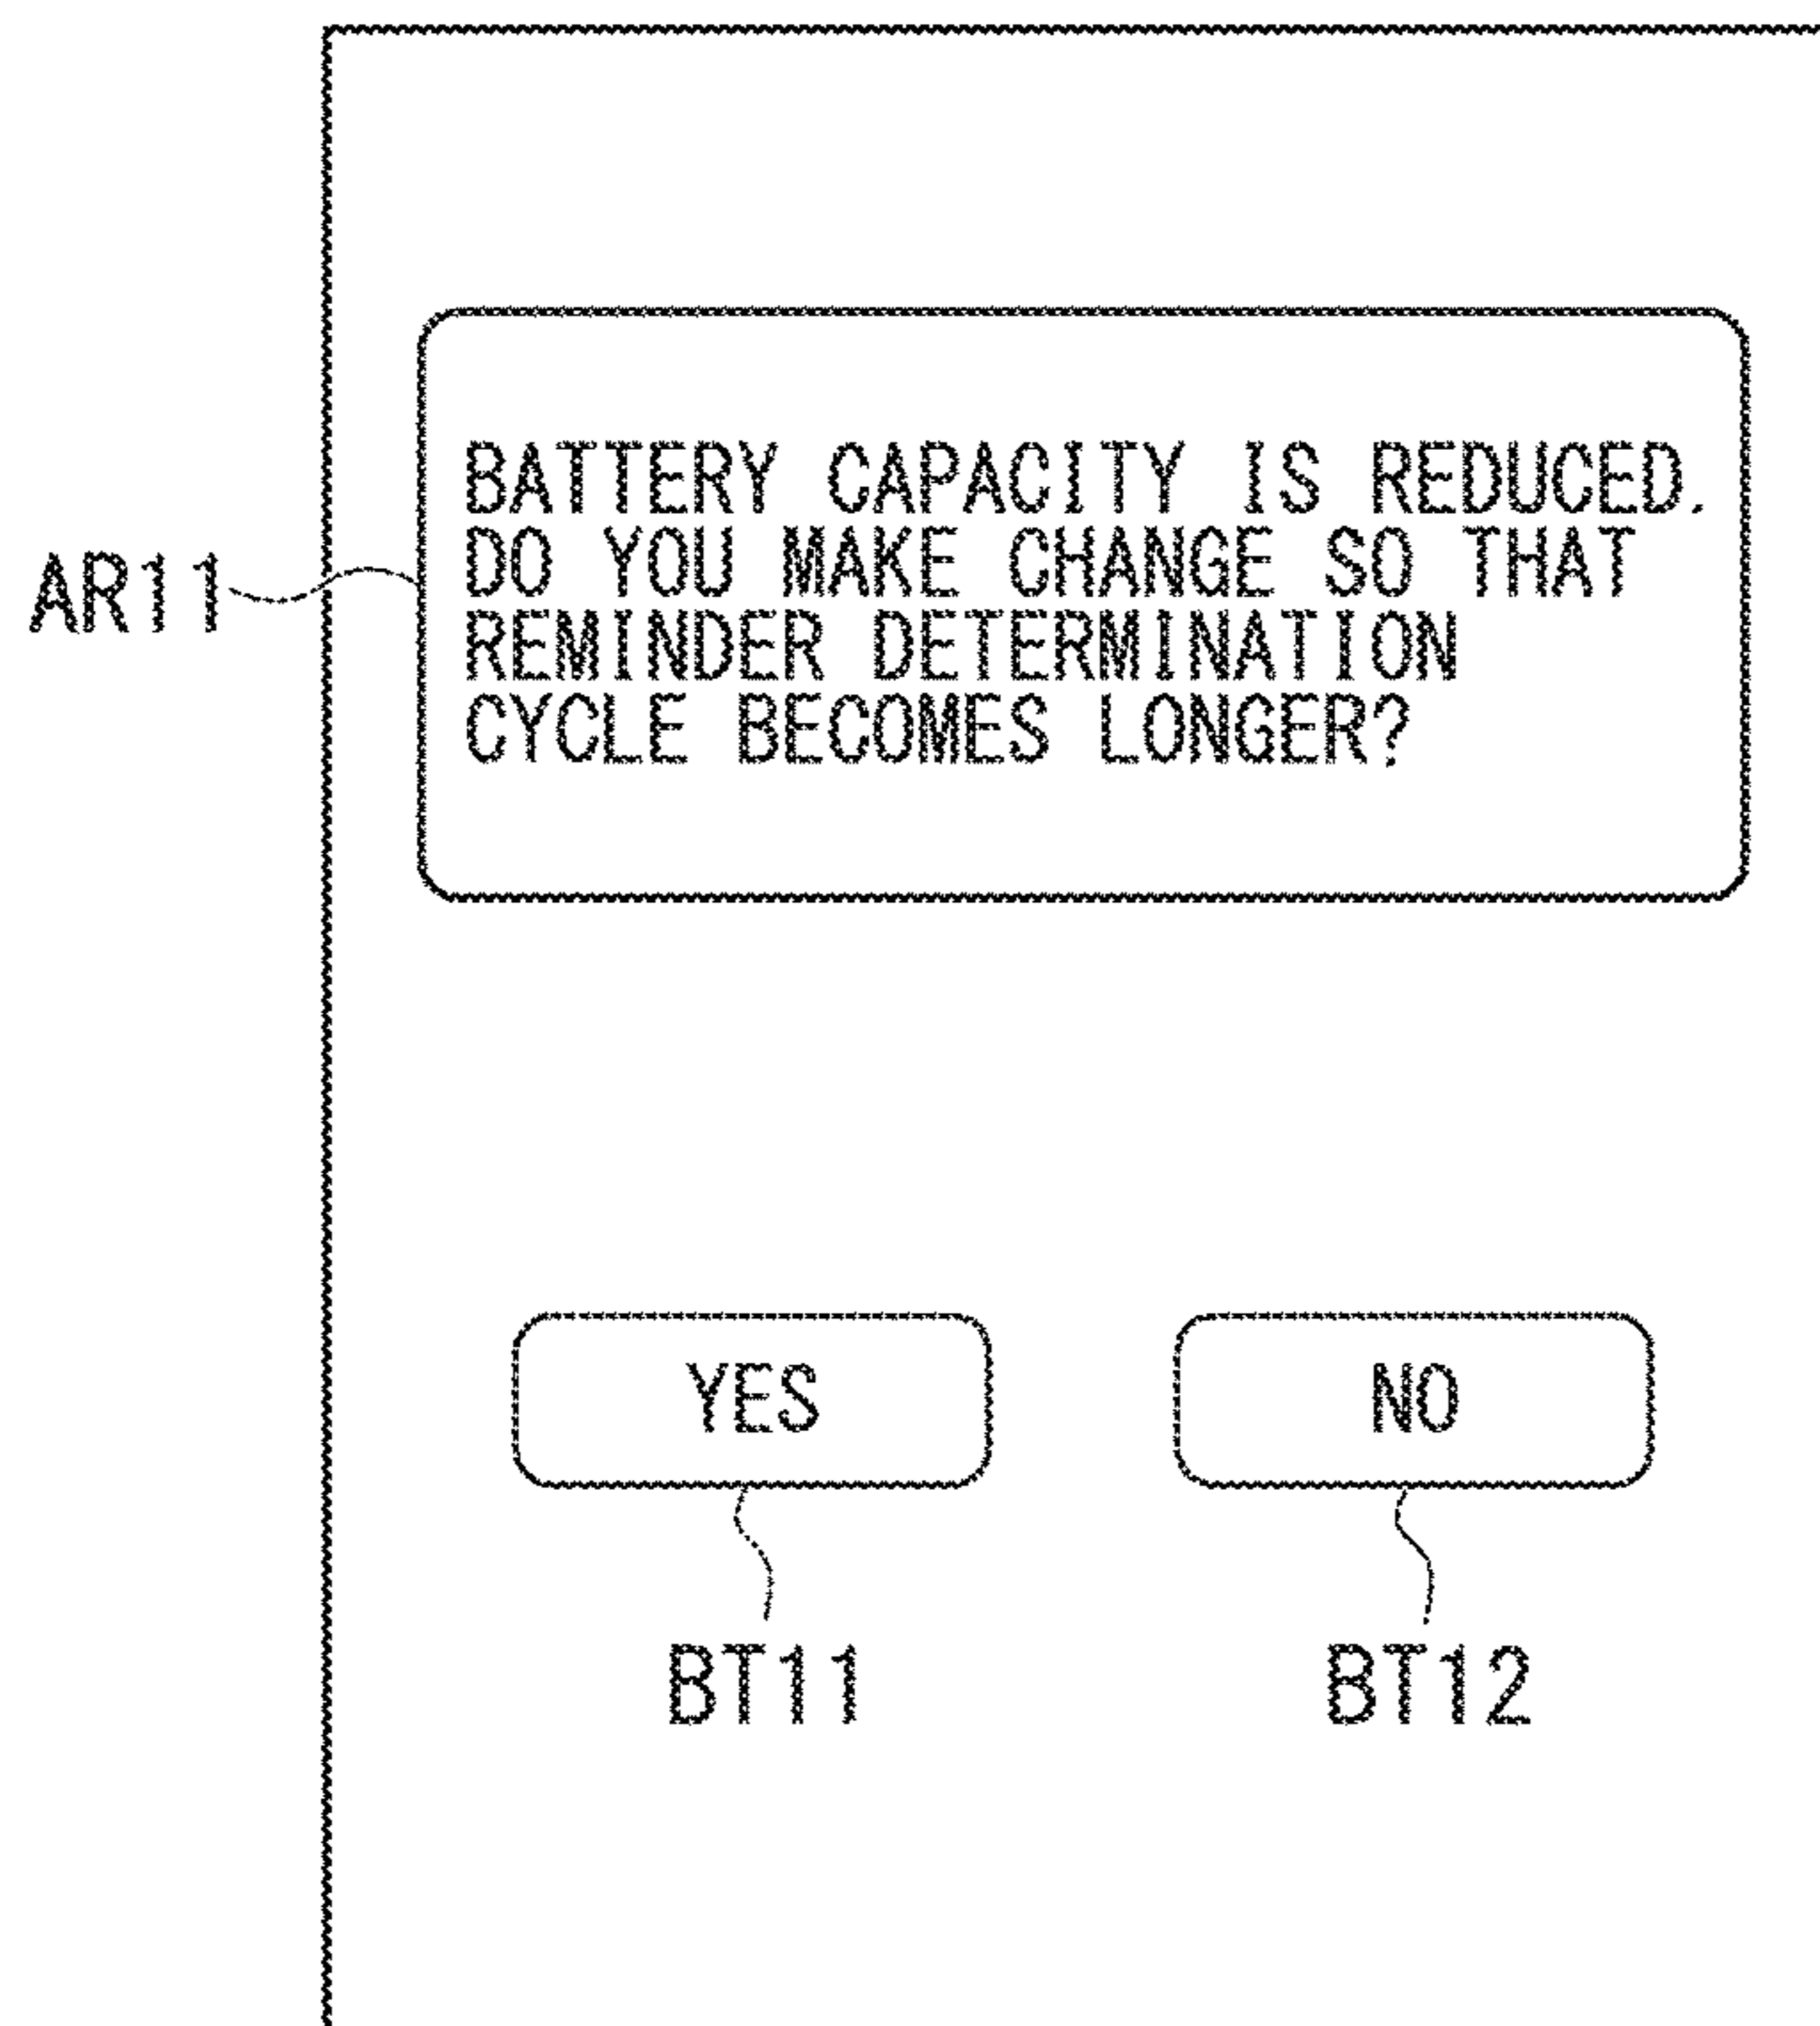 BATTERY CAPACITY IS REDUCED.
DO YOU MAKE CHANGE SO THAT
AR11
REMINDER DETERMINATION
CYCLE BECOMES LONGER?
YES
NO
BT11
BT12